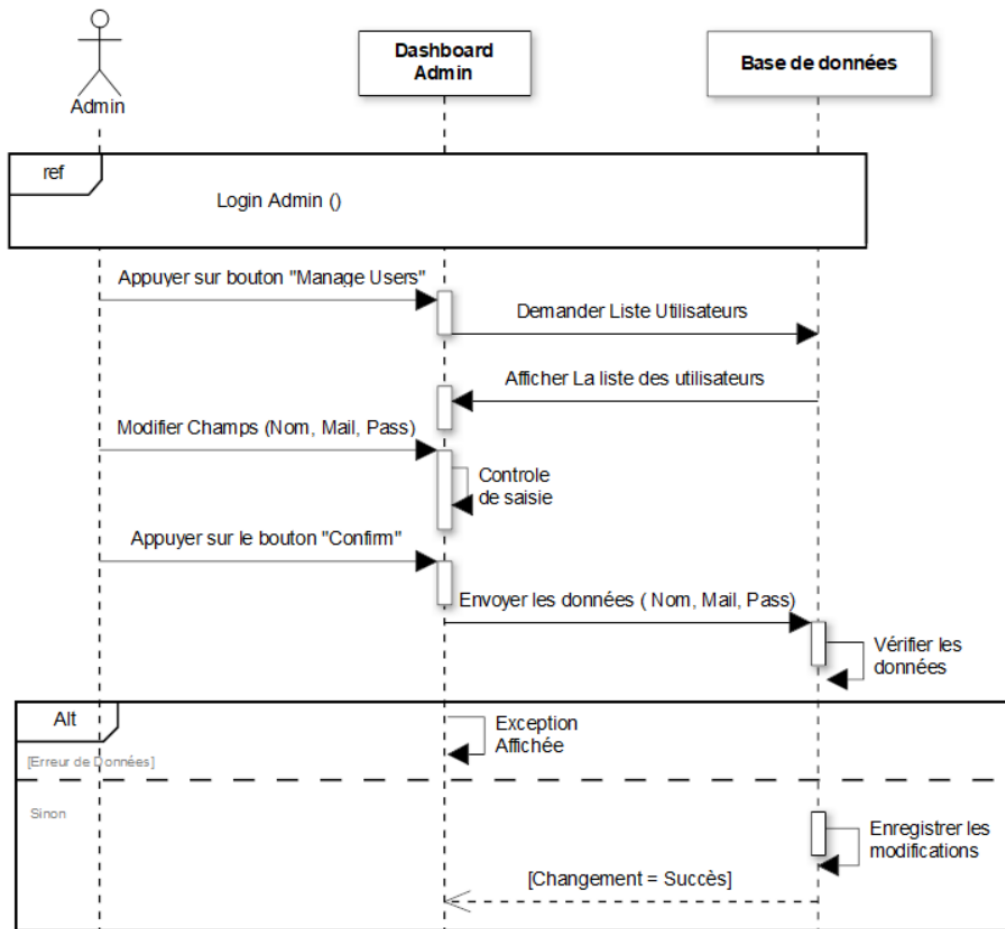 Dashboard
Admin
Base de données
Admin
ref
Login Admin ()
Appuyer sur bouton "Manage Users"
Demander Liste Utilisateurs
Afficher La liste des utilisateurs
Modifier Champs (Nom, Mail, Pass)
Controle
de saisie
Appuyer sur le bouton "Confirm"
Envoyer les données ( Nom, Mail, Pass)
Vérifier les
données
Alt
Exception
Affichée
[Erreur de Données]
Sinon
Enregistrer les
modifications
[Changement = Succès]